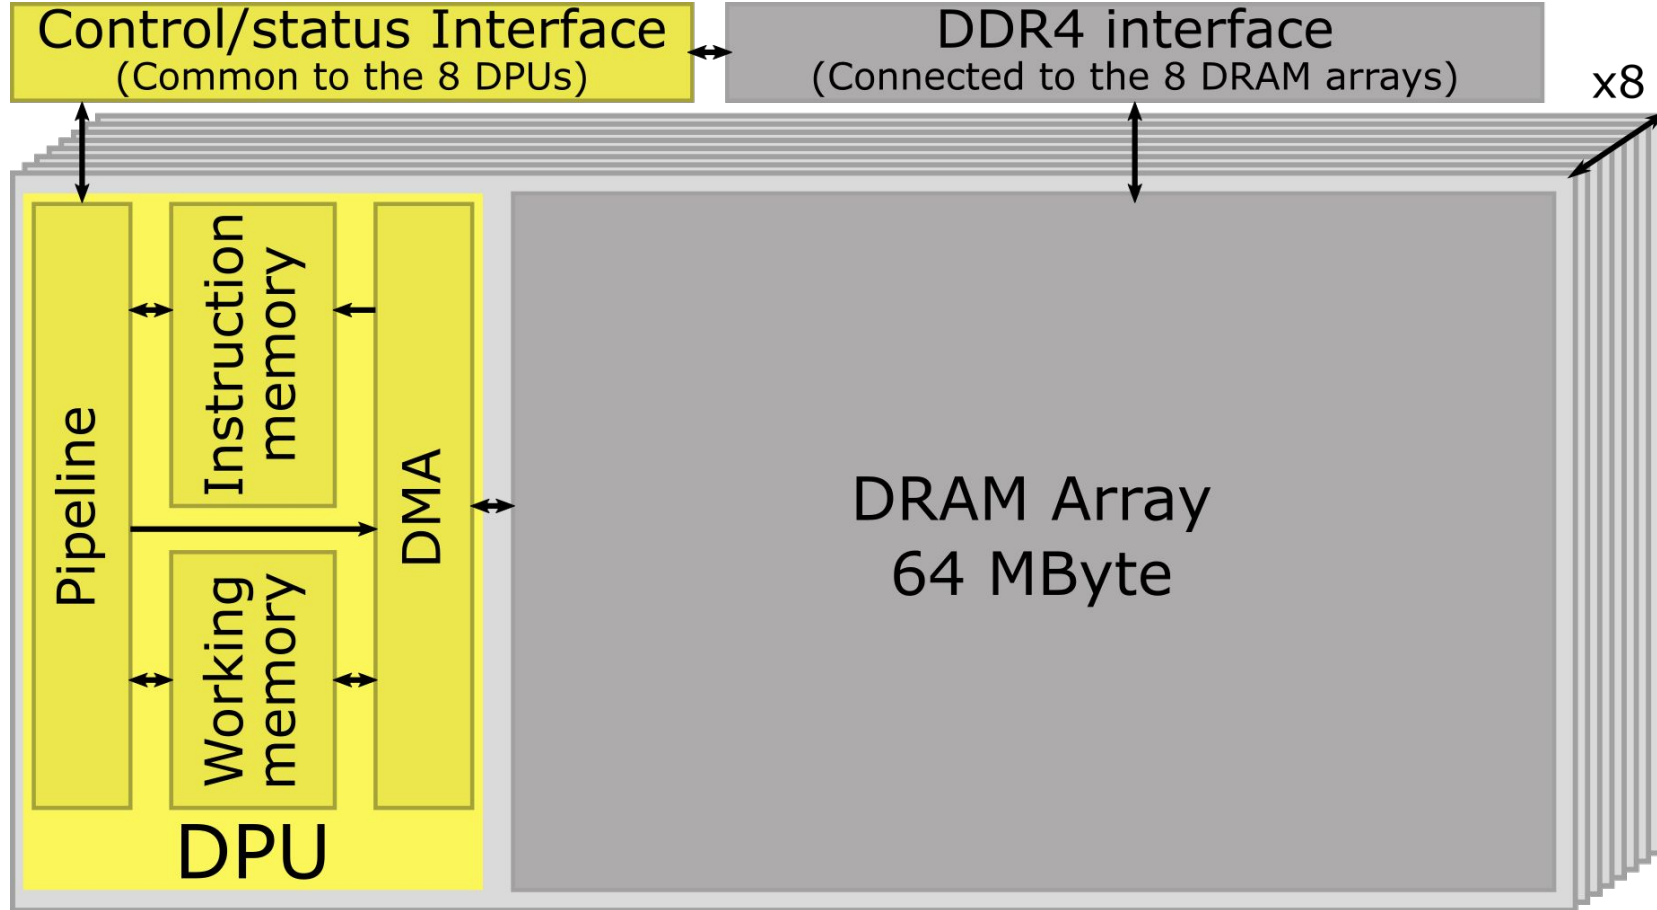 Control/status Interface
(Common to the 8 DPUs)
DDR4 interface
(Connected to the 8 DRAM arrays)
x8
Pipeline
Instruction
memory
Working
memory
DMA
DPU
DRAM Array
64 MByte